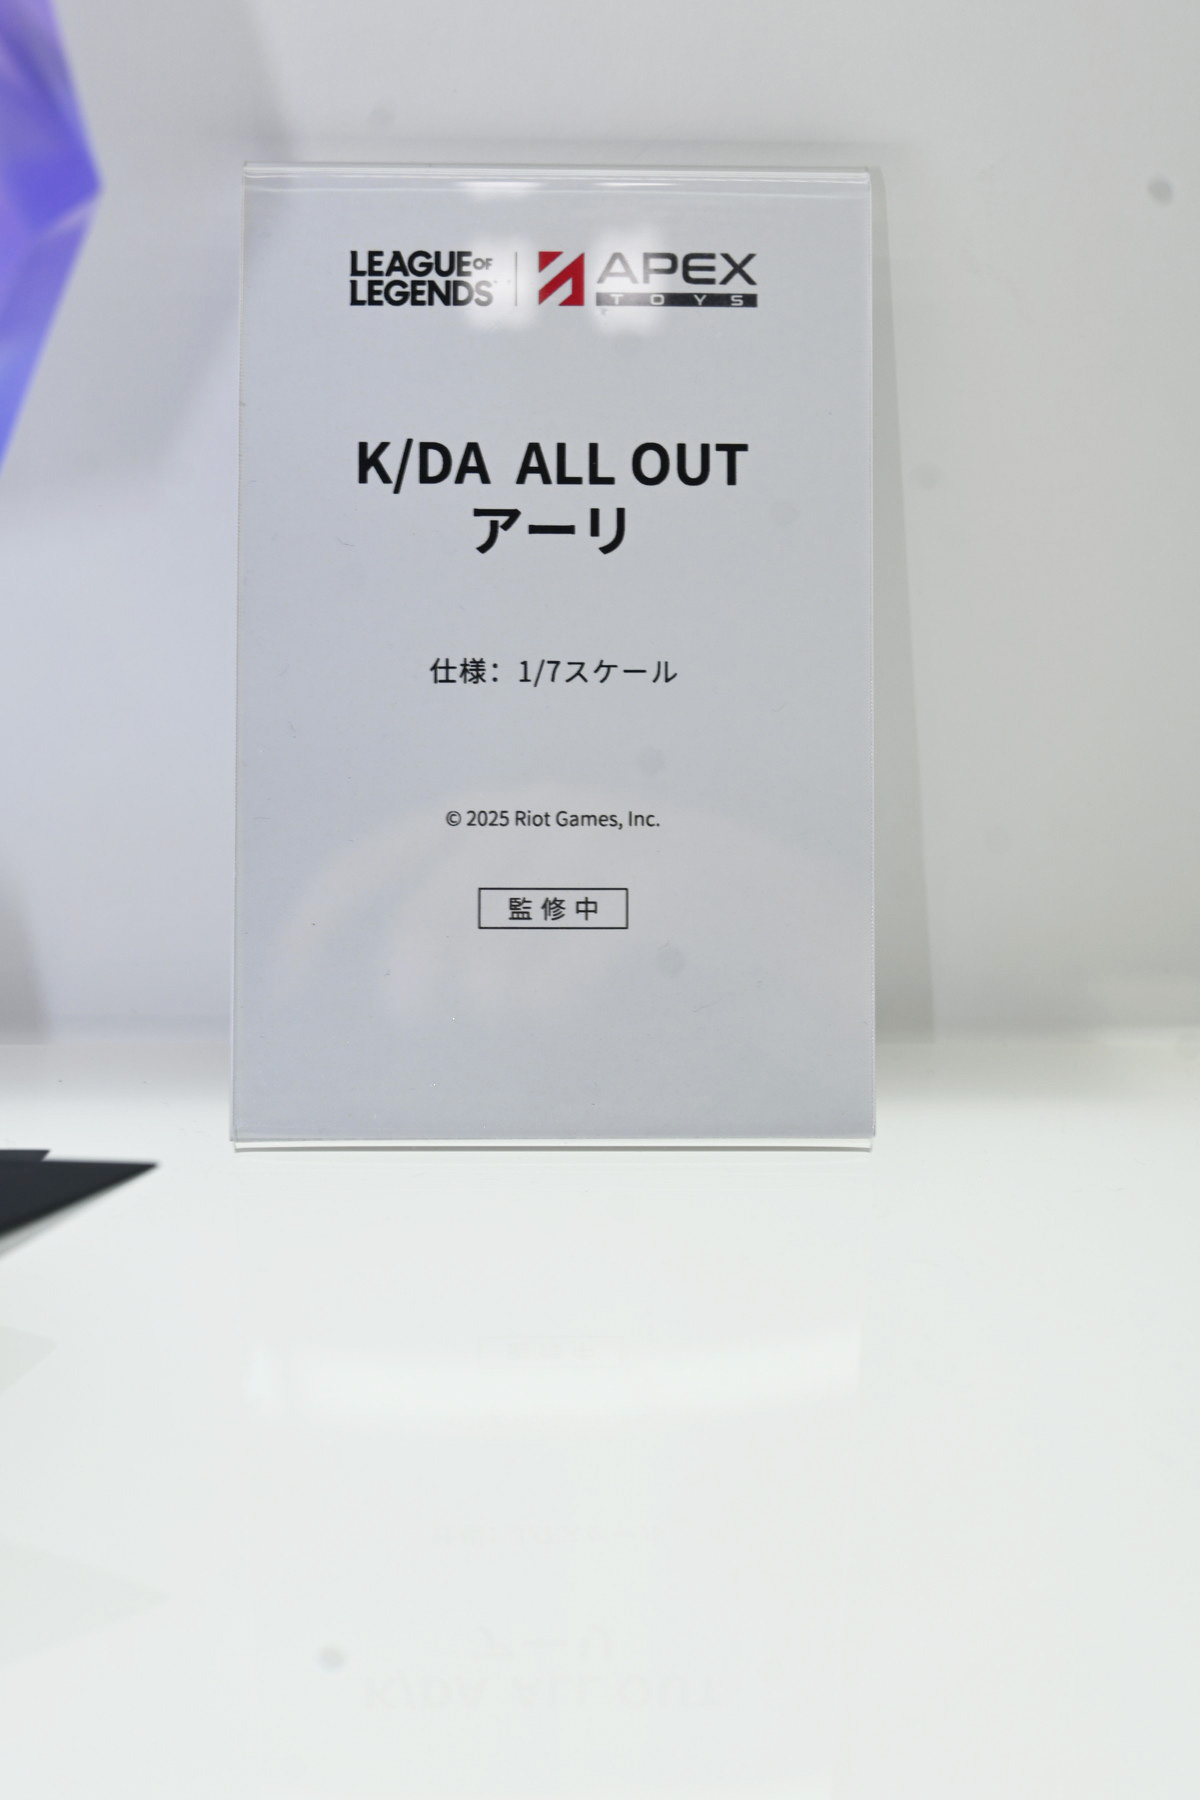 LEAGUE OF
LEGENDS
APEX
TOYS
K/DA ALL OUT
アーリ
仕様：1/7スケール
© 2025 Riot Games, Inc.
監修中